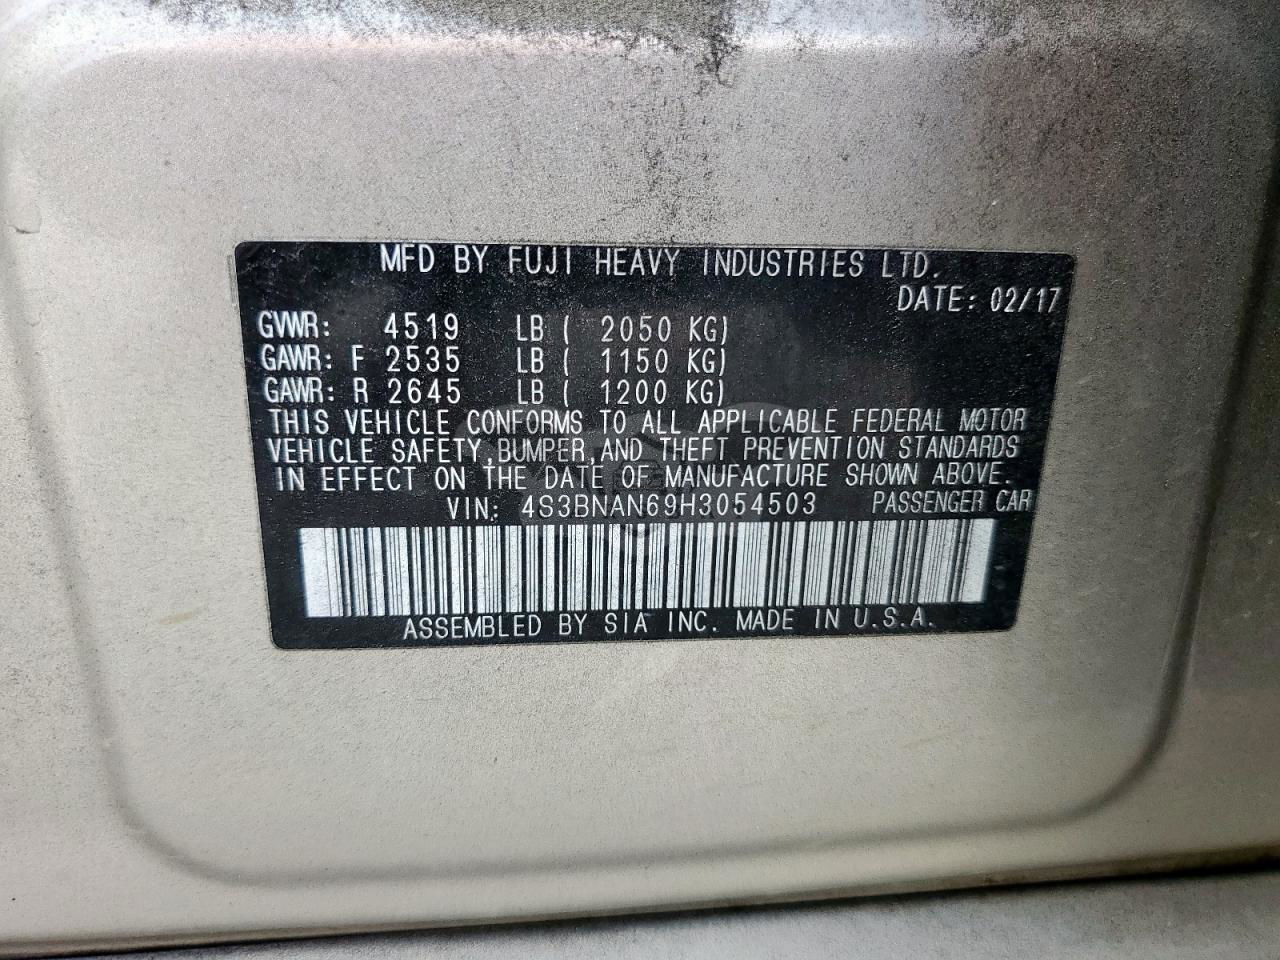 MFD BY FUJI HEAVY INDUSTRIES LTD.
DATE: 02/17
GVWR: 4519 LB ( 2050 KG)
GAWR: F 2535 LB ( 1150 KG)
GAWR: R 2645 LB ( 1200 KG)
THIS VEHICLE CONFORMS TO ALL APPLICABLE FEDERAL MOTOR
VEHICLE SAFETY, BUMPER, AND THEFT PREVENTION STANDARDS
IN EFFECT ON THE DATE OF MANUFACTURE SHOWN ABOVE.
VIN: 4S3BNAN69H3054503 PASSENGER CAR
ASSEMBLED BY SIA INC. MADE IN U.S.A.